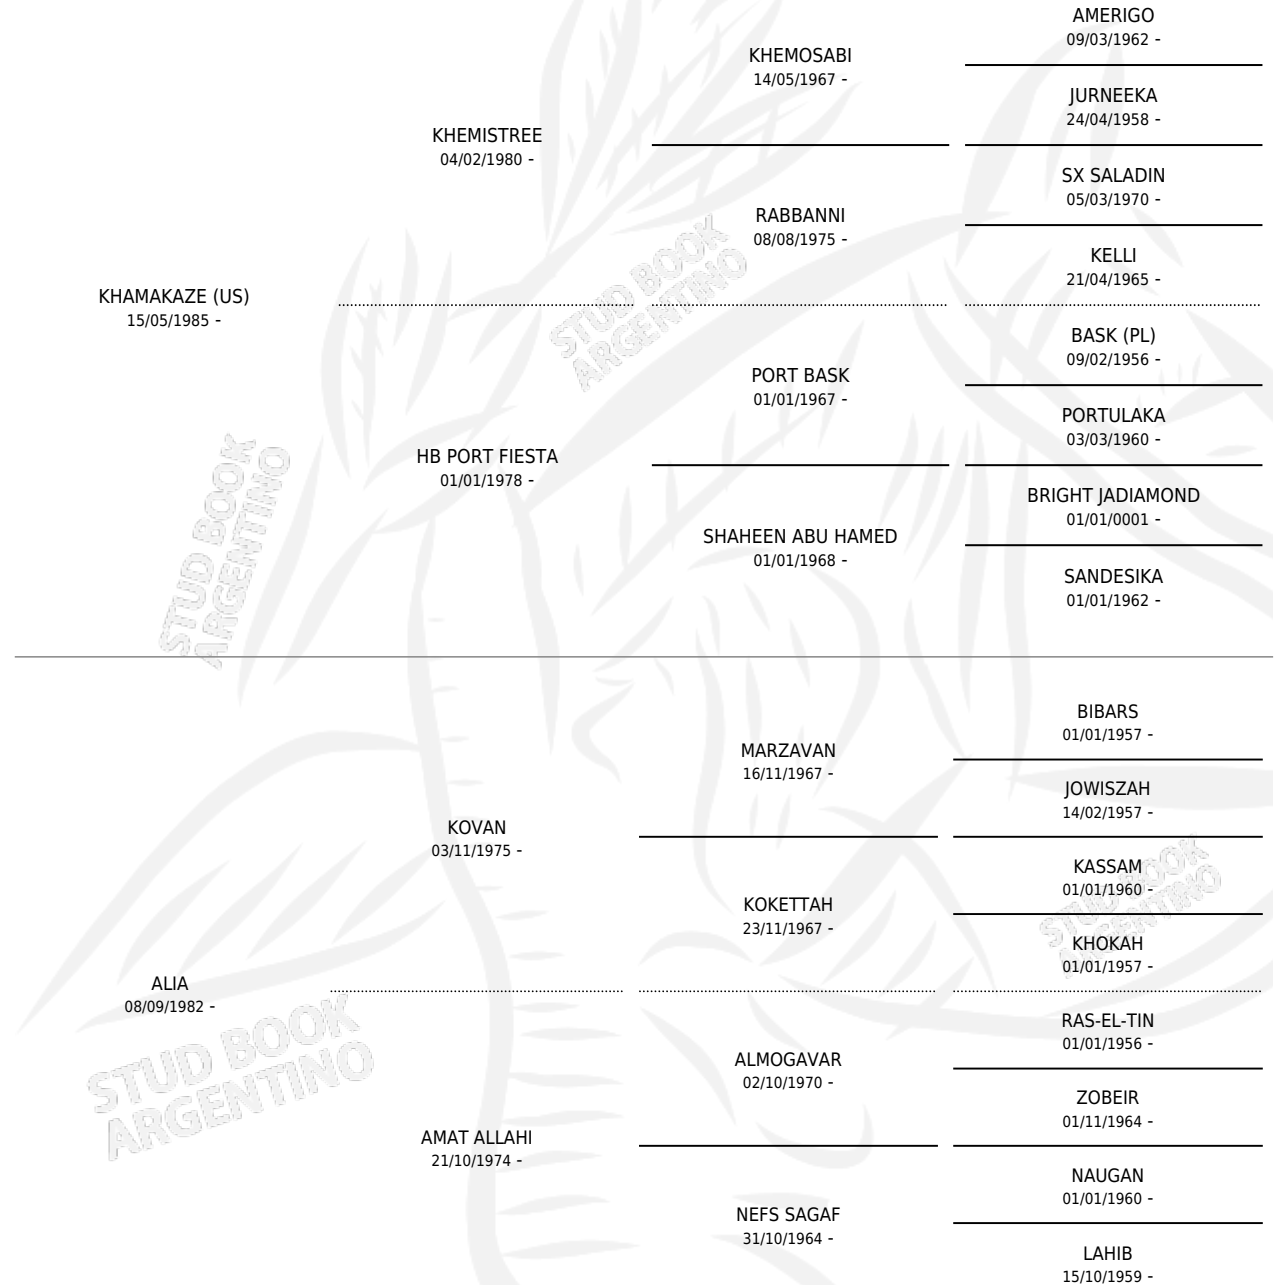 AMERIGO
09/03/1962 -
KHEMOSABI
14/05/1967 -
JURNEEKA
24/04/1958 -
KHEMISTREE
04/02/1980 -
SX SALADIN
05/03/1970 -
RABBANNI
08/08/1975 -
KELLI
21/04/1965 -
KHAMAKAZE (US)
15/05/1985 -
BASK (PL)
09/02/1956 -
PORT BASK
01/01/1967 -
PORTULAKA
03/03/1960 -
HB PORT FIESTA
01/01/1978 -
BRIGHT JADIAMOND
01/01/0001 -
SHAHEEN ABU HAMED
01/01/1968 -
SANDESIKA
01/01/1962 -
BIBARS
01/01/1957 -
MARZAVAN
16/11/1967 -
JOWISZAH
14/02/1957 -
KOVAN
03/11/1975 -
KASSAM
01/01/1960 -
KOKETTAH
23/11/1967 -
KHOKAH
01/01/1957 -
ALIA
08/09/1982 -
RAS-EL-TIN
01/01/1956 -
ALMOGAVAR
02/10/1970 -
ZOBEIR
01/11/1964 -
AMAT ALLAHI
21/10/1974 -
NAUGAN
01/01/1960 -
NEFS SAGAF
31/10/1964 -
LAHIB
15/10/1959 -
STUD BOOK
ARGENTINO
STUD BOOK
ARGENTINO
STUD BOOK
ARGENTINO
STUD BOOK
ARGENTINO